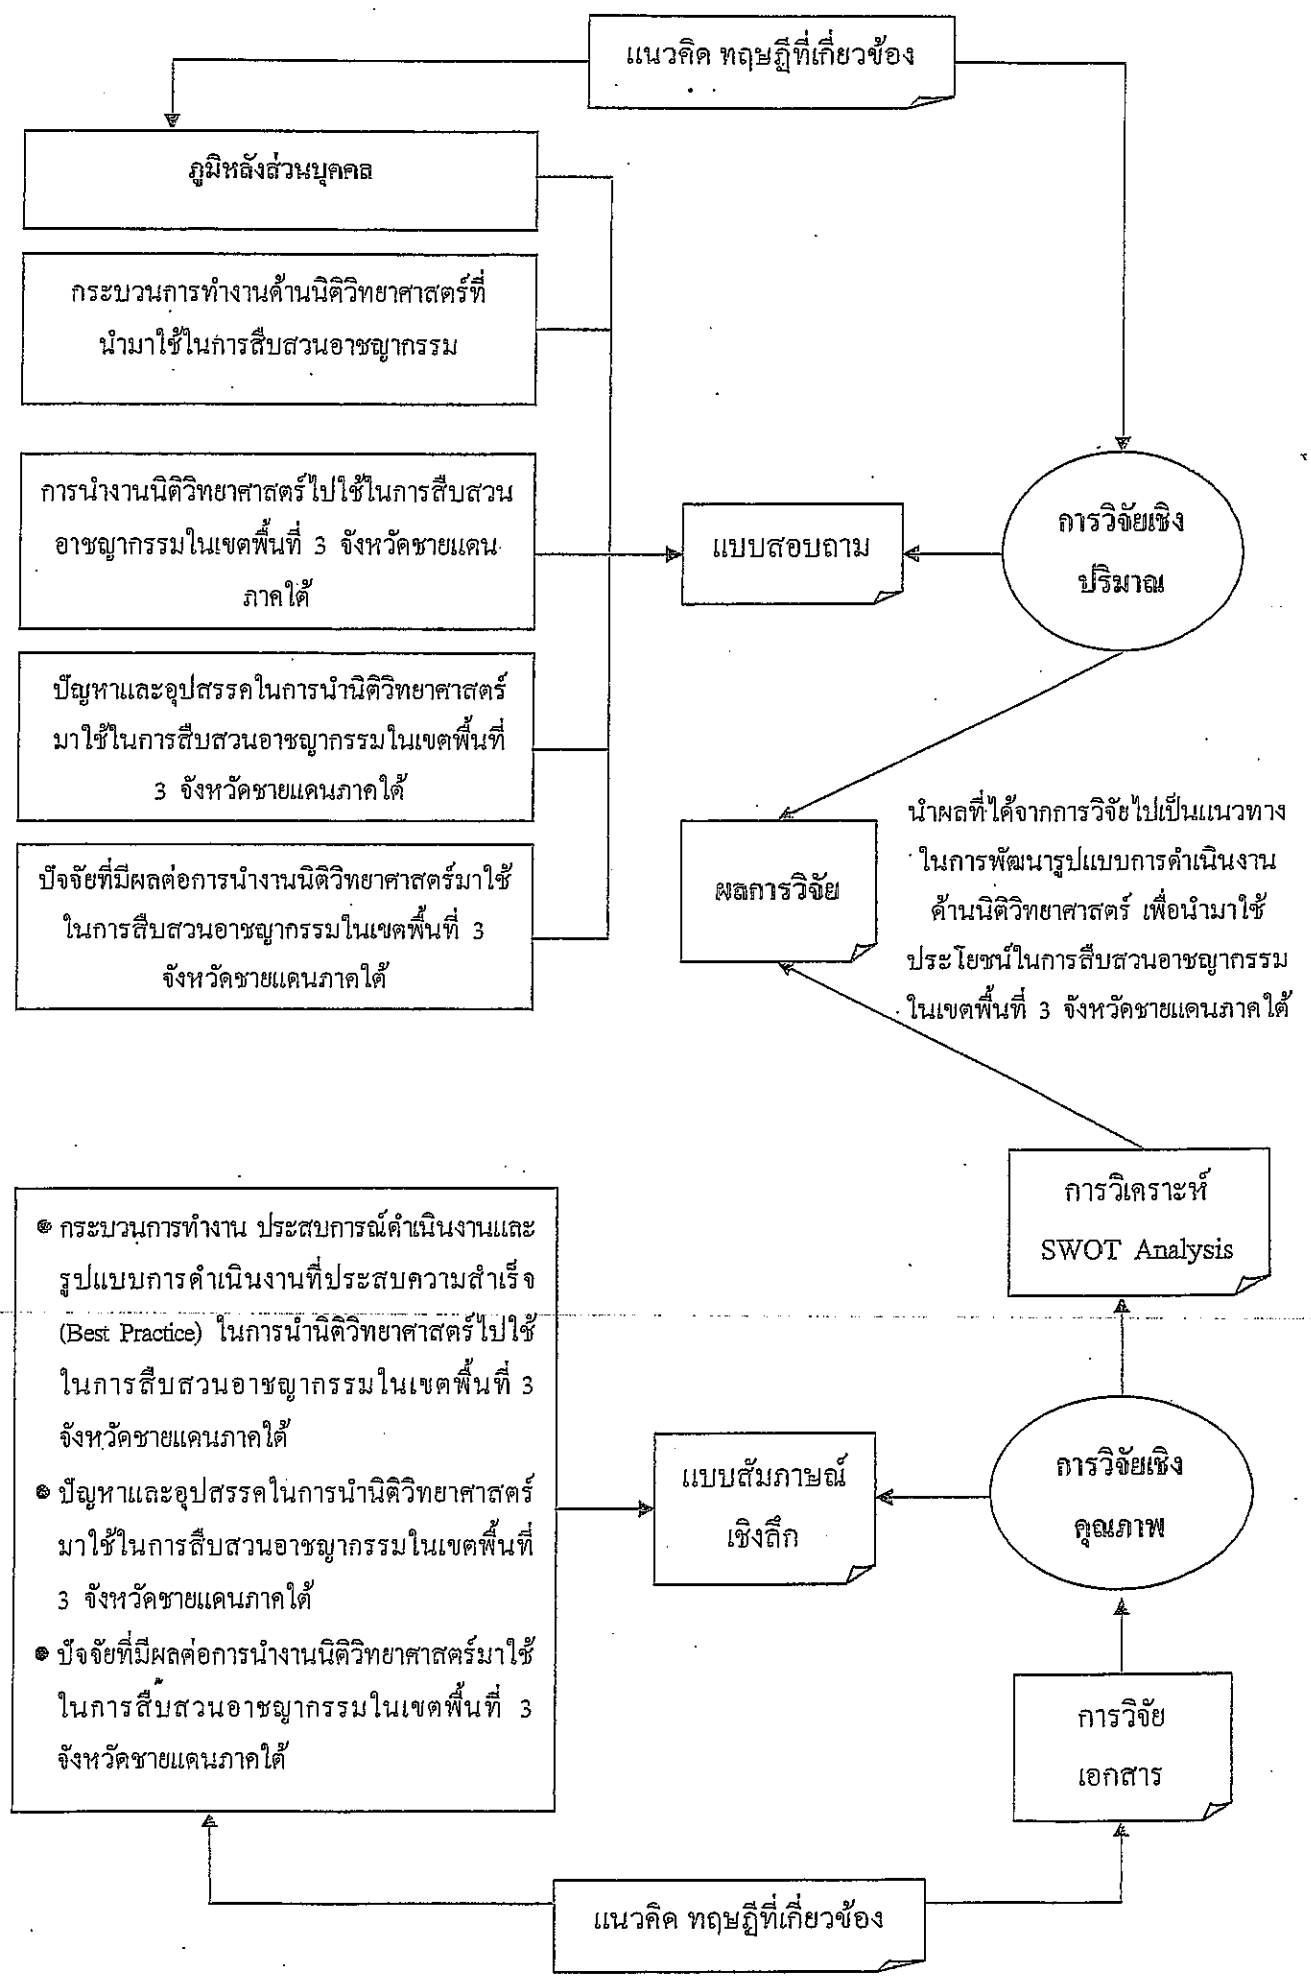 แนวคิด ทฤษฎีที่เกี่ยวข้อง
ภูมิหลังส่วนบุคคล
กระบวนการทำงานด้านนิติวิทยาศาสตร์ที่
นำมาใช้ในการสืบสวนอาชญากรรม
การนำงานนิติวิทยาศาสตร์ไปใช้ในการสืบสวน
อาชญากรรมในเขตพื้นที่ 3 จังหวัดชายแดน
ภาคใต้
แบบสอบถาม
การวิจัยเชิง
ปริมาณ
ปัญหาและอุปสรรคในการนำนิติวิทยาศาสตร์
มาใช้ในการสืบสวนอาชญากรรมในเขตพื้นที่
3 จังหวัดชายแดนภาคใต้
ปัจจัยที่มีผลต่อการนำงานนิติวิทยาศาสตร์มาใช้
ในการสืบสวนอาชญากรรมในเขตพื้นที่ 3
จังหวัดชายแดนภาคใต้
ผลการวิจัย
นำผลที่ได้จากการวิจัยไปเป็นแนวทาง
ในการพัฒนารูปแบบการดำเนินงาน
ด้านนิติวิทยาศาสตร์ เพื่อนำมาใช้
ประโยชน์ในการสืบสวนอาชญากรรม
ในเขตพื้นที่ 3 จังหวัดชายแดนภาคใต้
การวิเคราะห์
SWOT Analysis
● กระบวนการทำงาน ประสบการณ์ดำเนินงานและ
รูปแบบการดำเนินงานที่ประสบความสำเร็จ
(Best Practice) ในการนำนิติวิทยาศาสตร์ไปใช้
ในการสืบสวนอาชญากรรมในเขตพื้นที่ 3
จังหวัดชายแดนภาคใต้
● ปัญหาและอุปสรรคในการนำนิติวิทยาศาสตร์
มาใช้ในการสืบสวนอาชญากรรมในเขตพื้นที่
3 จังหวัดชายแดนภาคใต้
● ปัจจัยที่มีผลต่อการนำงานนิติวิทยาศาสตร์มาใช้
ในการสืบสวนอาชญากรรมในเขตพื้นที่ 3
จังหวัดชายแดนภาคใต้
แบบสัมภาษณ์
เชิงลึก
การวิจัยเชิง
คุณภาพ
การวิจัย
เอกสาร
แนวคิด ทฤษฎีที่เกี่ยวข้อง